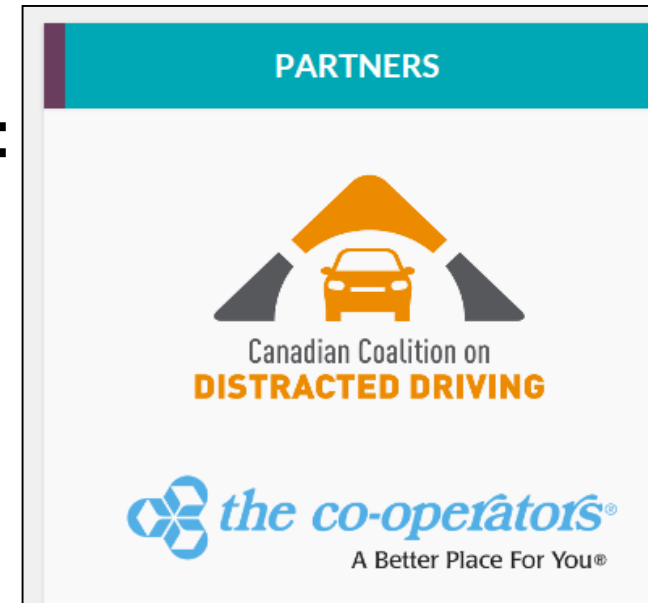 PARTNERS
:
Canadian Coalition on
DISTRACTED DRIVING
the co-operators®
A Better Place For You®